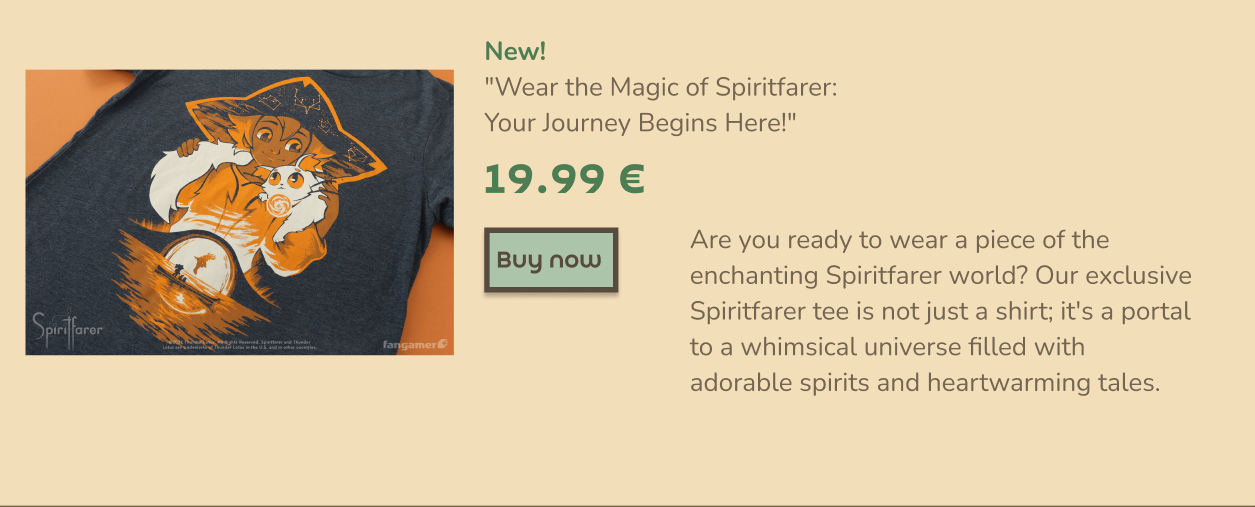 New!
"Wear the Magic of Spiritfarer:
Your Journey Begins Here!"
19.99 €
Buy now
Are you ready to wear a piece of the
enchanting Spiritfarer world? Our exclusive
Spiritfarer tee is not just a shirt; it's a portal
to a whimsical universe filled with
adorable spirits and heartwarming tales.
Spiritfarer
fangamer